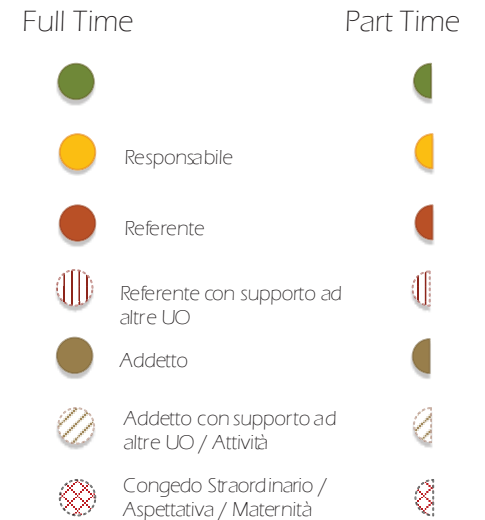 Full Time
Part Time
Responsabile
Referente
Referente con supporto ad
altre UO
Addetto
Addetto con supporto ad
altre UO / Attività
Congedo Straordinario /
Aspettativa / Maternità